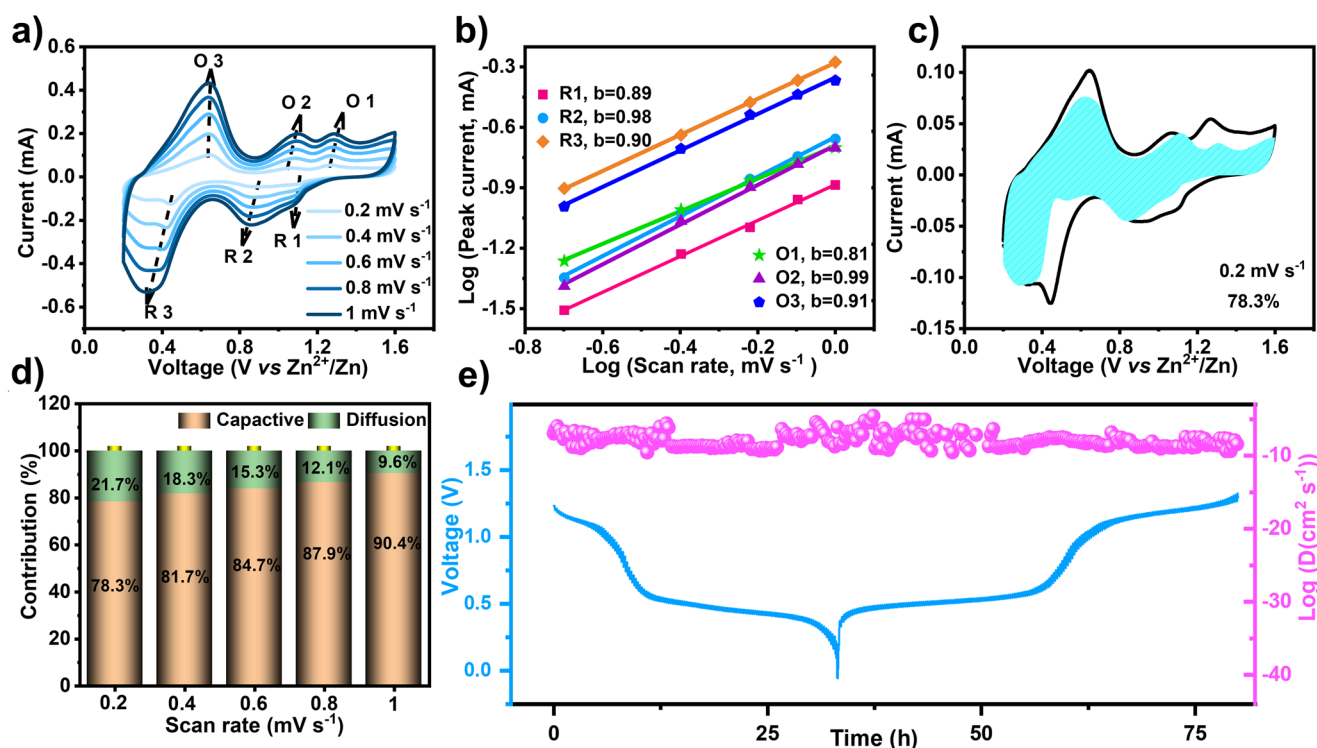 a)
0.6
0.4
0.2
0.0
-0.2
-0.4
-0.6
Current (mA)
O 3
O 2
O 1
R 1
R 2
R 3
0.2 mV s⁻¹
0.4 mV s⁻¹
0.6 mV s⁻¹
0.8 mV s⁻¹
1 mV s⁻¹
0.0 0.4 0.8 1.2 1.6
Voltage (V vs Zn²⁺/Zn)
b)
-0.3
-0.6
-0.9
-1.2
-1.5
Log (Peak current, mA)
R1, b=0.89
R2, b=0.98
R3, b=0.90
O1, b=0.81
O2, b=0.99
O3, b=0.91
-0.8 -0.6 -0.4 -0.2 0.0
Log (Scan rate, mV s⁻¹)
c)
0.10
0.05
0.00
-0.05
-0.10
-0.15
Current (mA)
0.2 mV s⁻¹
78.3%
0.0 0.4 0.8 1.2 1.6
Voltage (V vs Zn²⁺/Zn)
d)
120
100
80
60
40
20
0
Contribution (%)
Capactive Diffusion
21.7% 18.3% 15.3% 12.1% 9.6%
78.3% 81.7% 84.7% 87.9% 90.4%
0.2 0.4 0.6 0.8 1
Scan rate (mV s⁻¹)
e)
1.5
1.0
0.5
0.0
Voltage (V)
-10
-20
-30
-40
Log (D(cm² s⁻¹)
0 25 50 75
Time (h)